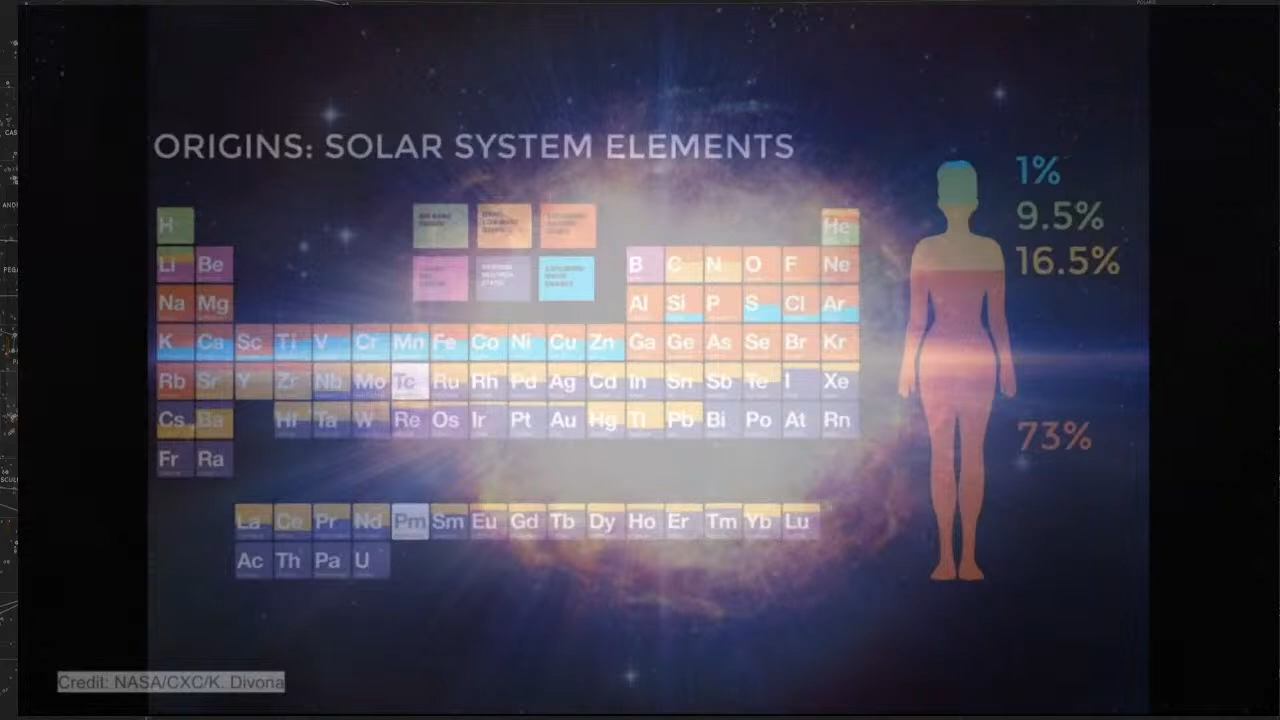 ORIGINS: SOLAR SYSTEM ELEMENTS
1%
9.5%
16.5%
73%
H He
Li Be B C N O F Ne
Na Mg Al Si P S Cl Ar
K Ca Sc Ti V Cr Mn Fe Co Ni Cu Zn Ga Ge As Se Br Kr
Rb Sr Y Zr Nb Mo Tc Ru Rh Pd Ag Cd In Sn Sb Te I Xe
Cs Ba Hf Ta W Re Os Ir Pt Au Hg Tl Pb Bi Po At Rn
Fr Ra
La Ce Pr Nd Pm Sm Eu Gd Tb Dy Ho Er Tm Yb Lu
Ac Th Pa U
Credit: NASA/CXC/K. Divona